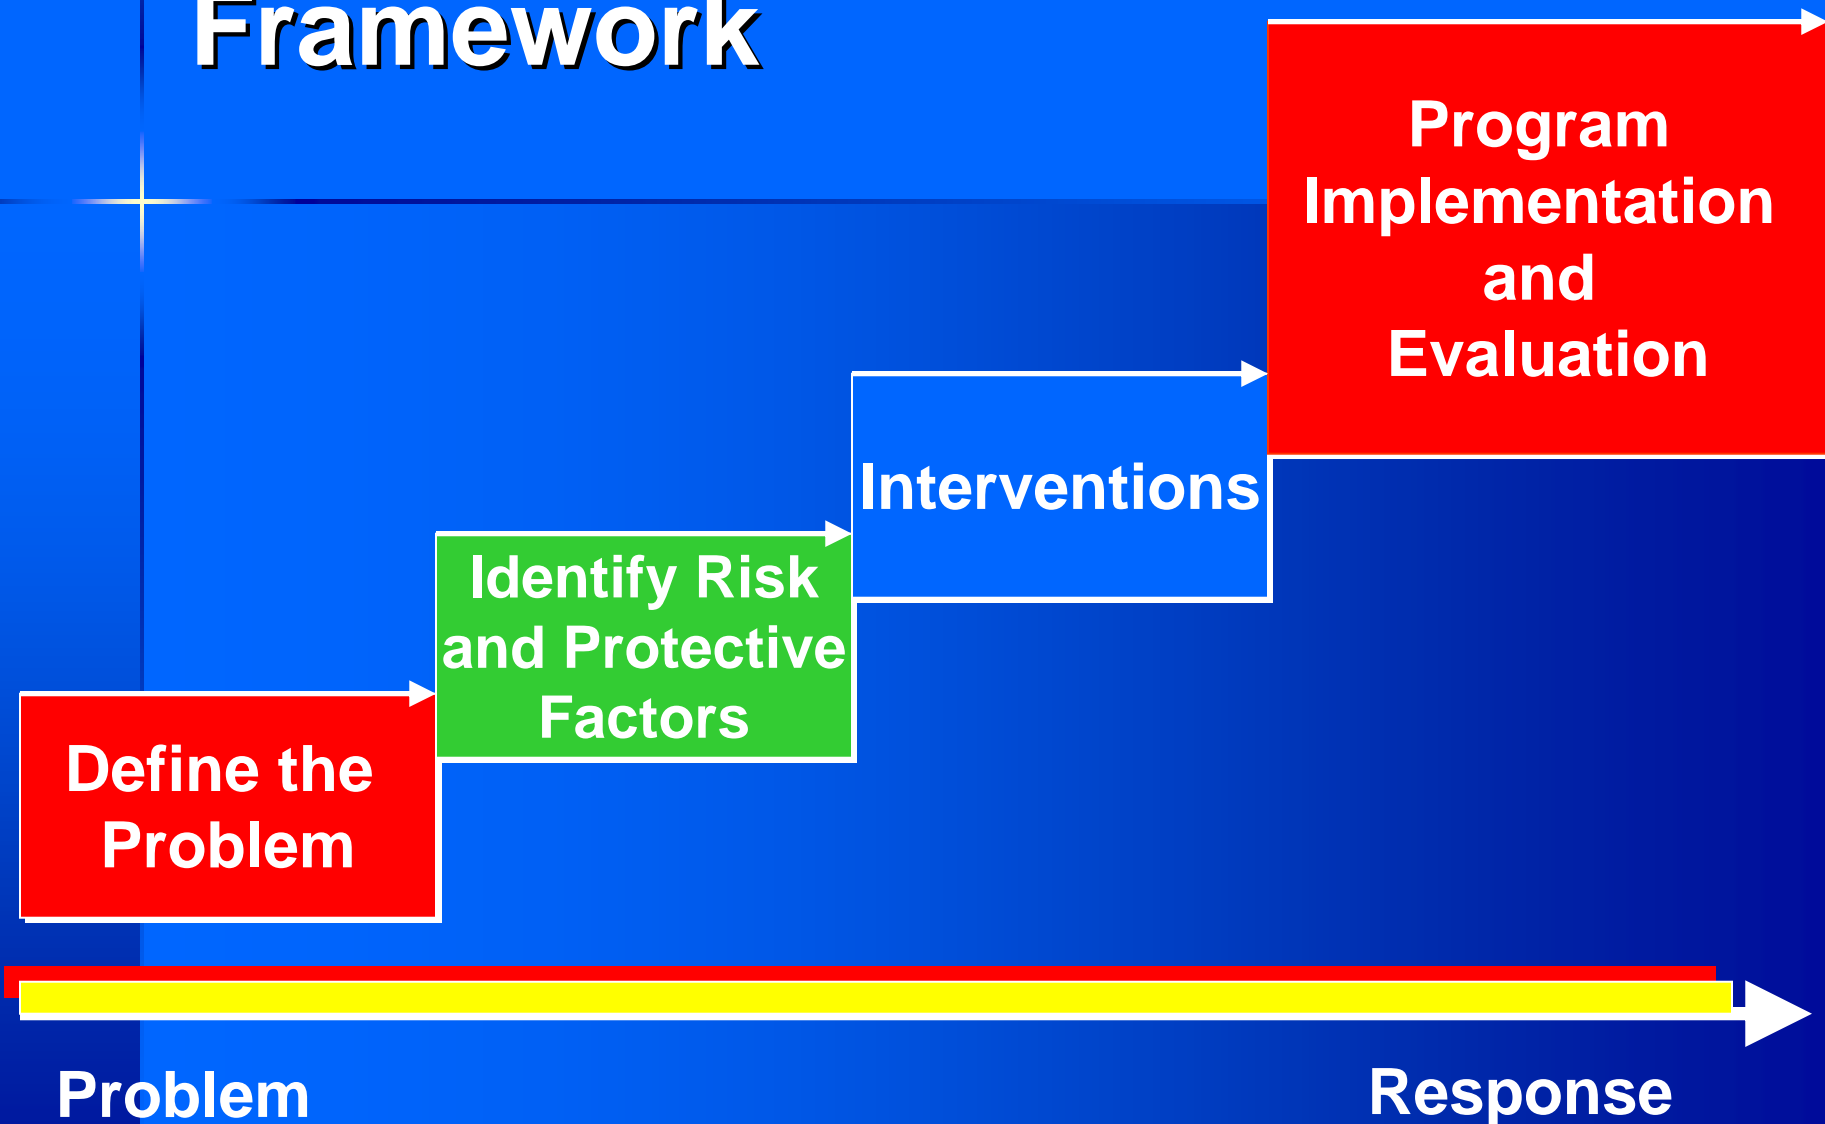 Framework
Program
Implementation
and
Evaluation
Interventions
Identify Risk
and Protective
Factors
Define the
Problem
Problem
Response